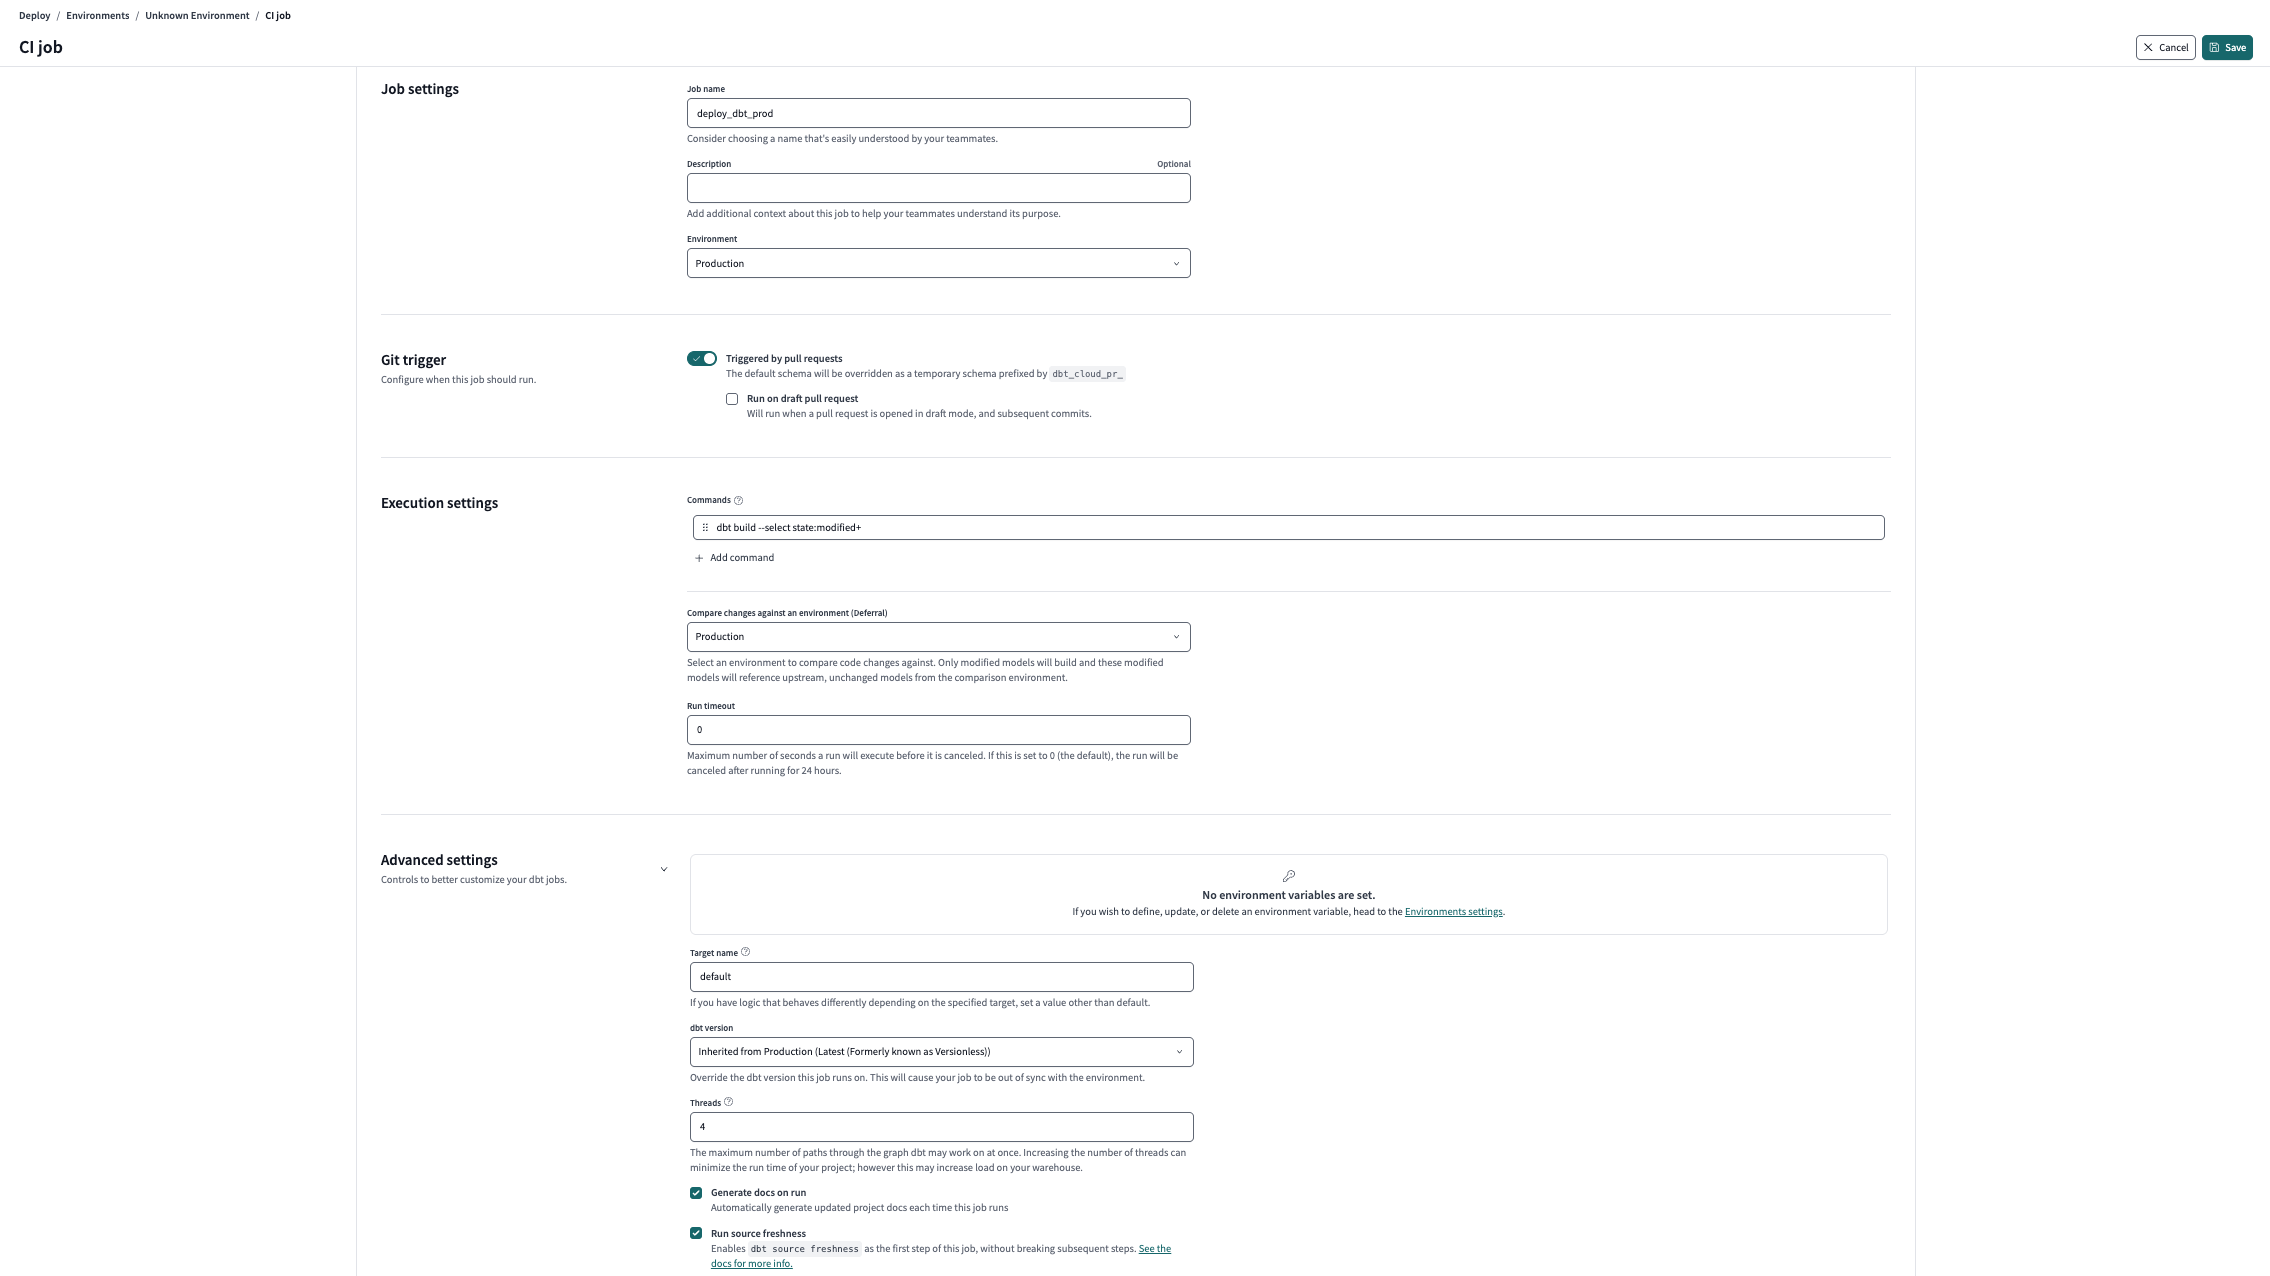 Deploy / Environments / Unknown Environment / CI job
CI job
Cancel
Save
Job settings
Job name
deploy_dbt_prod
Consider choosing a name that's easily understood by your teammates.
Description
Optional
Add additional context about this job to help your teammates understand its purpose.
Environment
Production
Git trigger
Configure when this job should run.
Triggered by pull requests
The default schema will be overridden as a temporary schema prefixed by dbt_cloud_pr_
Run on draft pull request
Will run when a pull request is opened in draft mode, and subsequent commits.
Execution settings
Commands
dbt build --select state:modified+
Add command
Compare changes against an environment (Deferral)
Production
Select an environment to compare code changes against. Only modified models will build and these modified
models will reference upstream, unchanged models from the comparison environment.
Run timeout
0
Maximum number of seconds a run will execute before it is canceled. If this is set to 0 (the default), the run will be
canceled after running for 24 hours.
Advanced settings
Controls to better customize your dbt jobs.
No environment variables are set.
If you wish to define, update, or delete an environment variable, head to the Environments settings.
Target name
default
If you have logic that behaves differently depending on the specified target, set a value other than default.
dbt version
Inherited from Production (Latest (Formerly known as Versionless))
Override the dbt version this job runs on. This will cause your job to be out of sync with the environment.
Threads
4
The maximum number of paths through the graph dbt may work on at once. Increasing the number of threads can
minimize the run time of your project; however this may increase load on your warehouse.
Generate docs on run
Automatically generate updated project docs each time this job runs
Run source freshness
Enables dbt source freshness as the first step of this job, without breaking subsequent steps. See the
docs for more info.